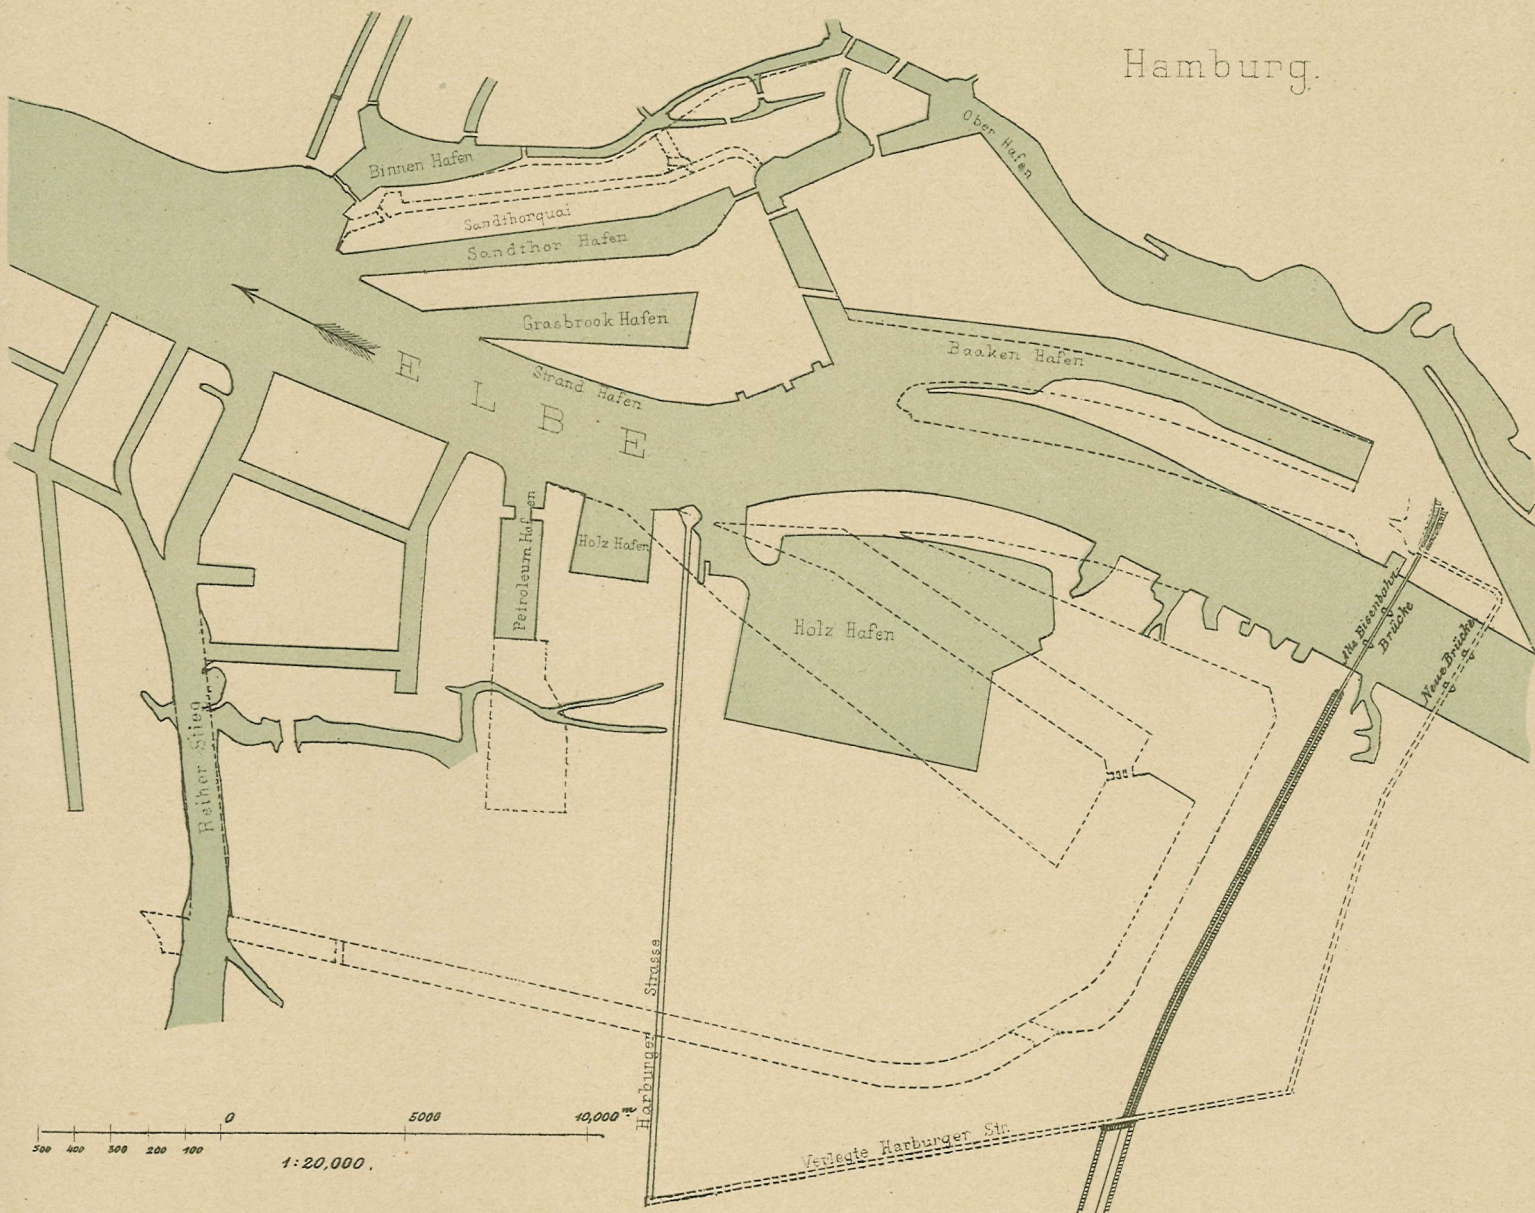 Hamburg.
Ober Hafen
Binnen Hafen
Sandthorquai
Sandthor Hafen
Grasbrook Hafen
Strand Hafen
ELBE
Baaken Hafen
Petroleum Hafen
Holz Hafen
Holz Hafen
Alte Eisenbahn
Brücke
Neue Brücke
Reiher Stieg
Harburger Strasse
Verlegte Harburger Str.
0 5000 10,000 m
500 400 300 200 100
1:20,000.